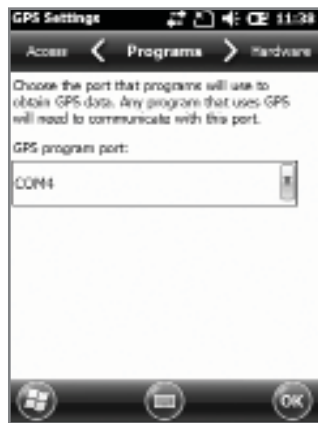 GPS Settings 11:38
Access Programs Hardware
Choose the port that programs will use to
obtain GPS data. Any program that uses GPS
will need to communicate with this port.
GPS program port:
COM4
OK